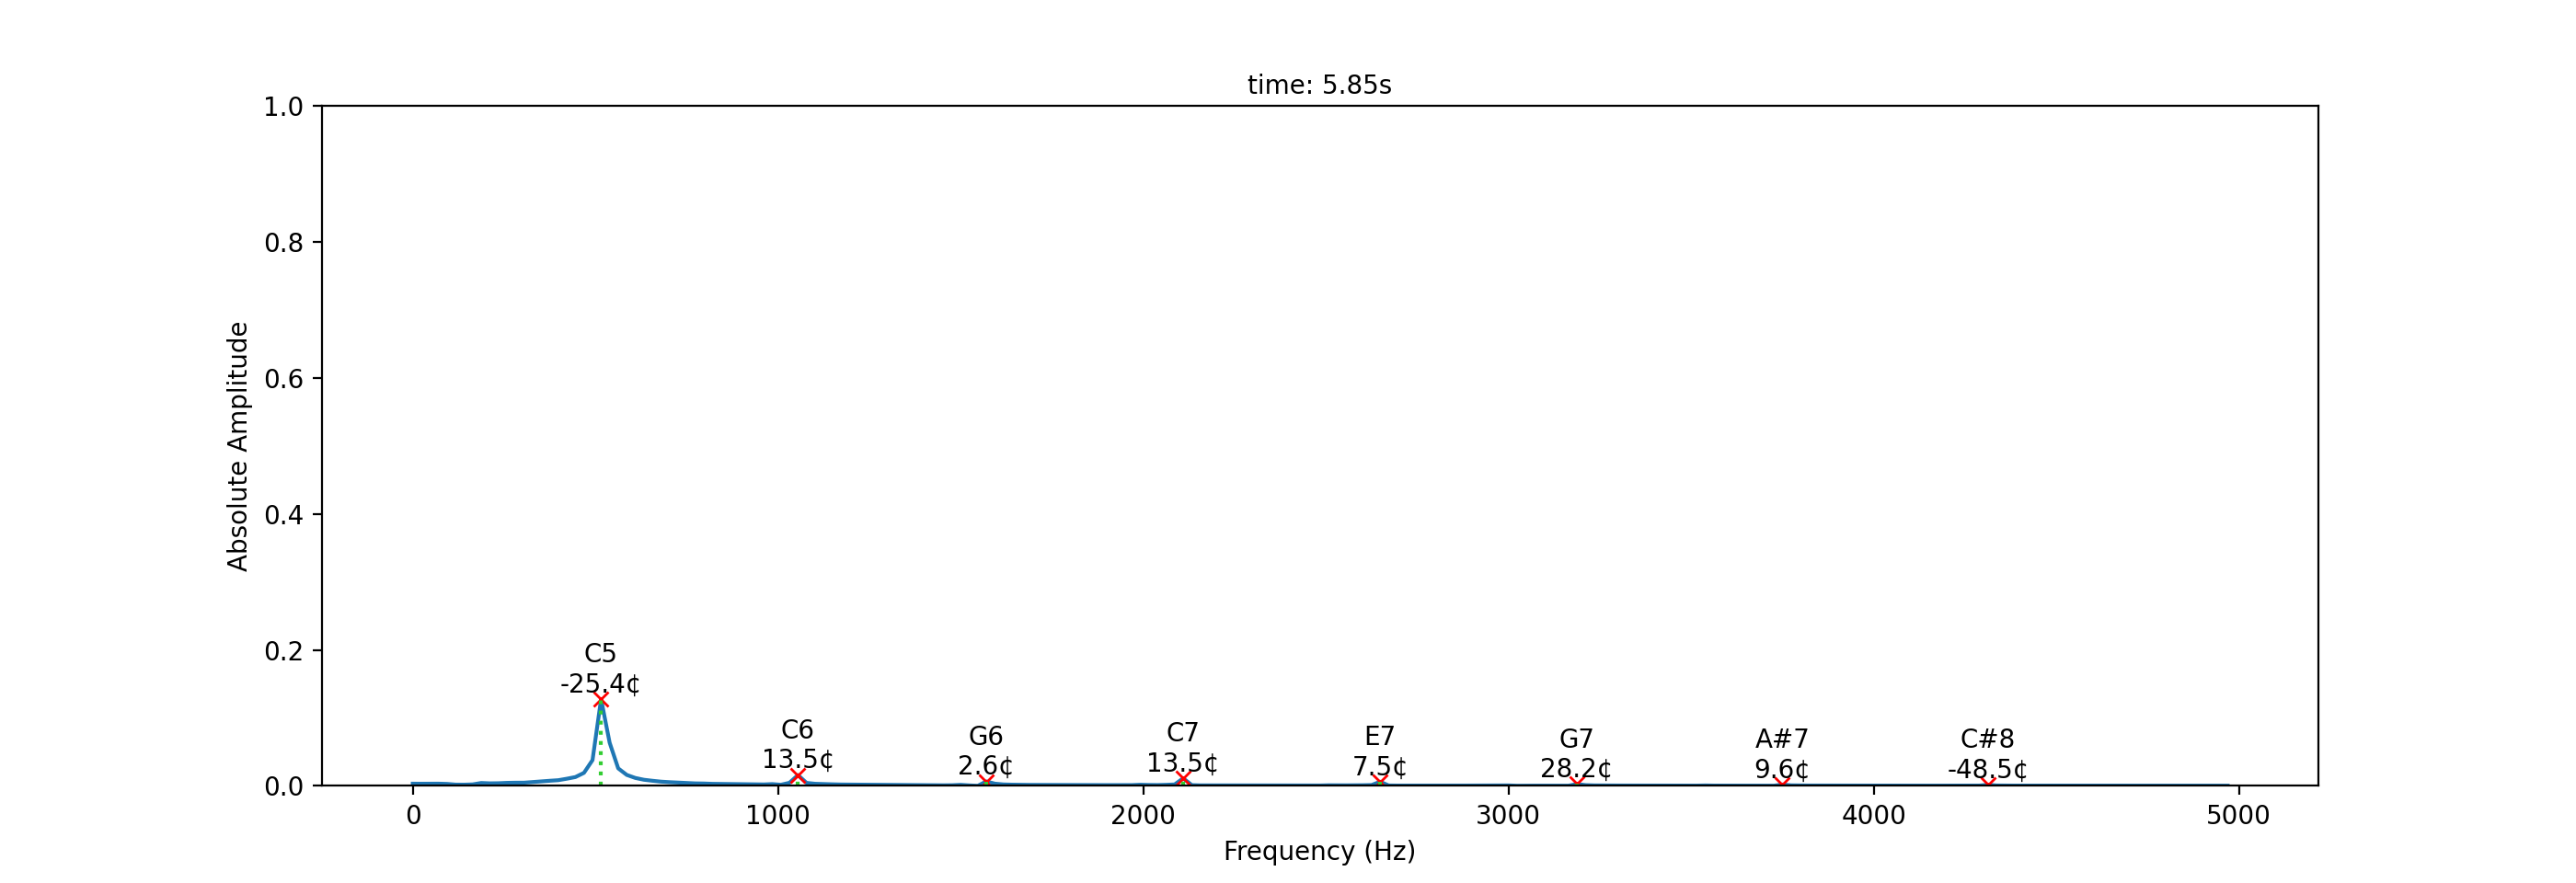 time: 5.85s
1.0
0.8
0.6
0.4
0.2
0.0
Absolute Amplitude
C5
-25.4¢
C6
13.5¢
G6
2.6¢
C7
13.5¢
E7
7.5¢
G7
28.2¢
A#7
9.6¢
C#8
-48.5¢
0
1000
2000
3000
4000
5000
Frequency (Hz)